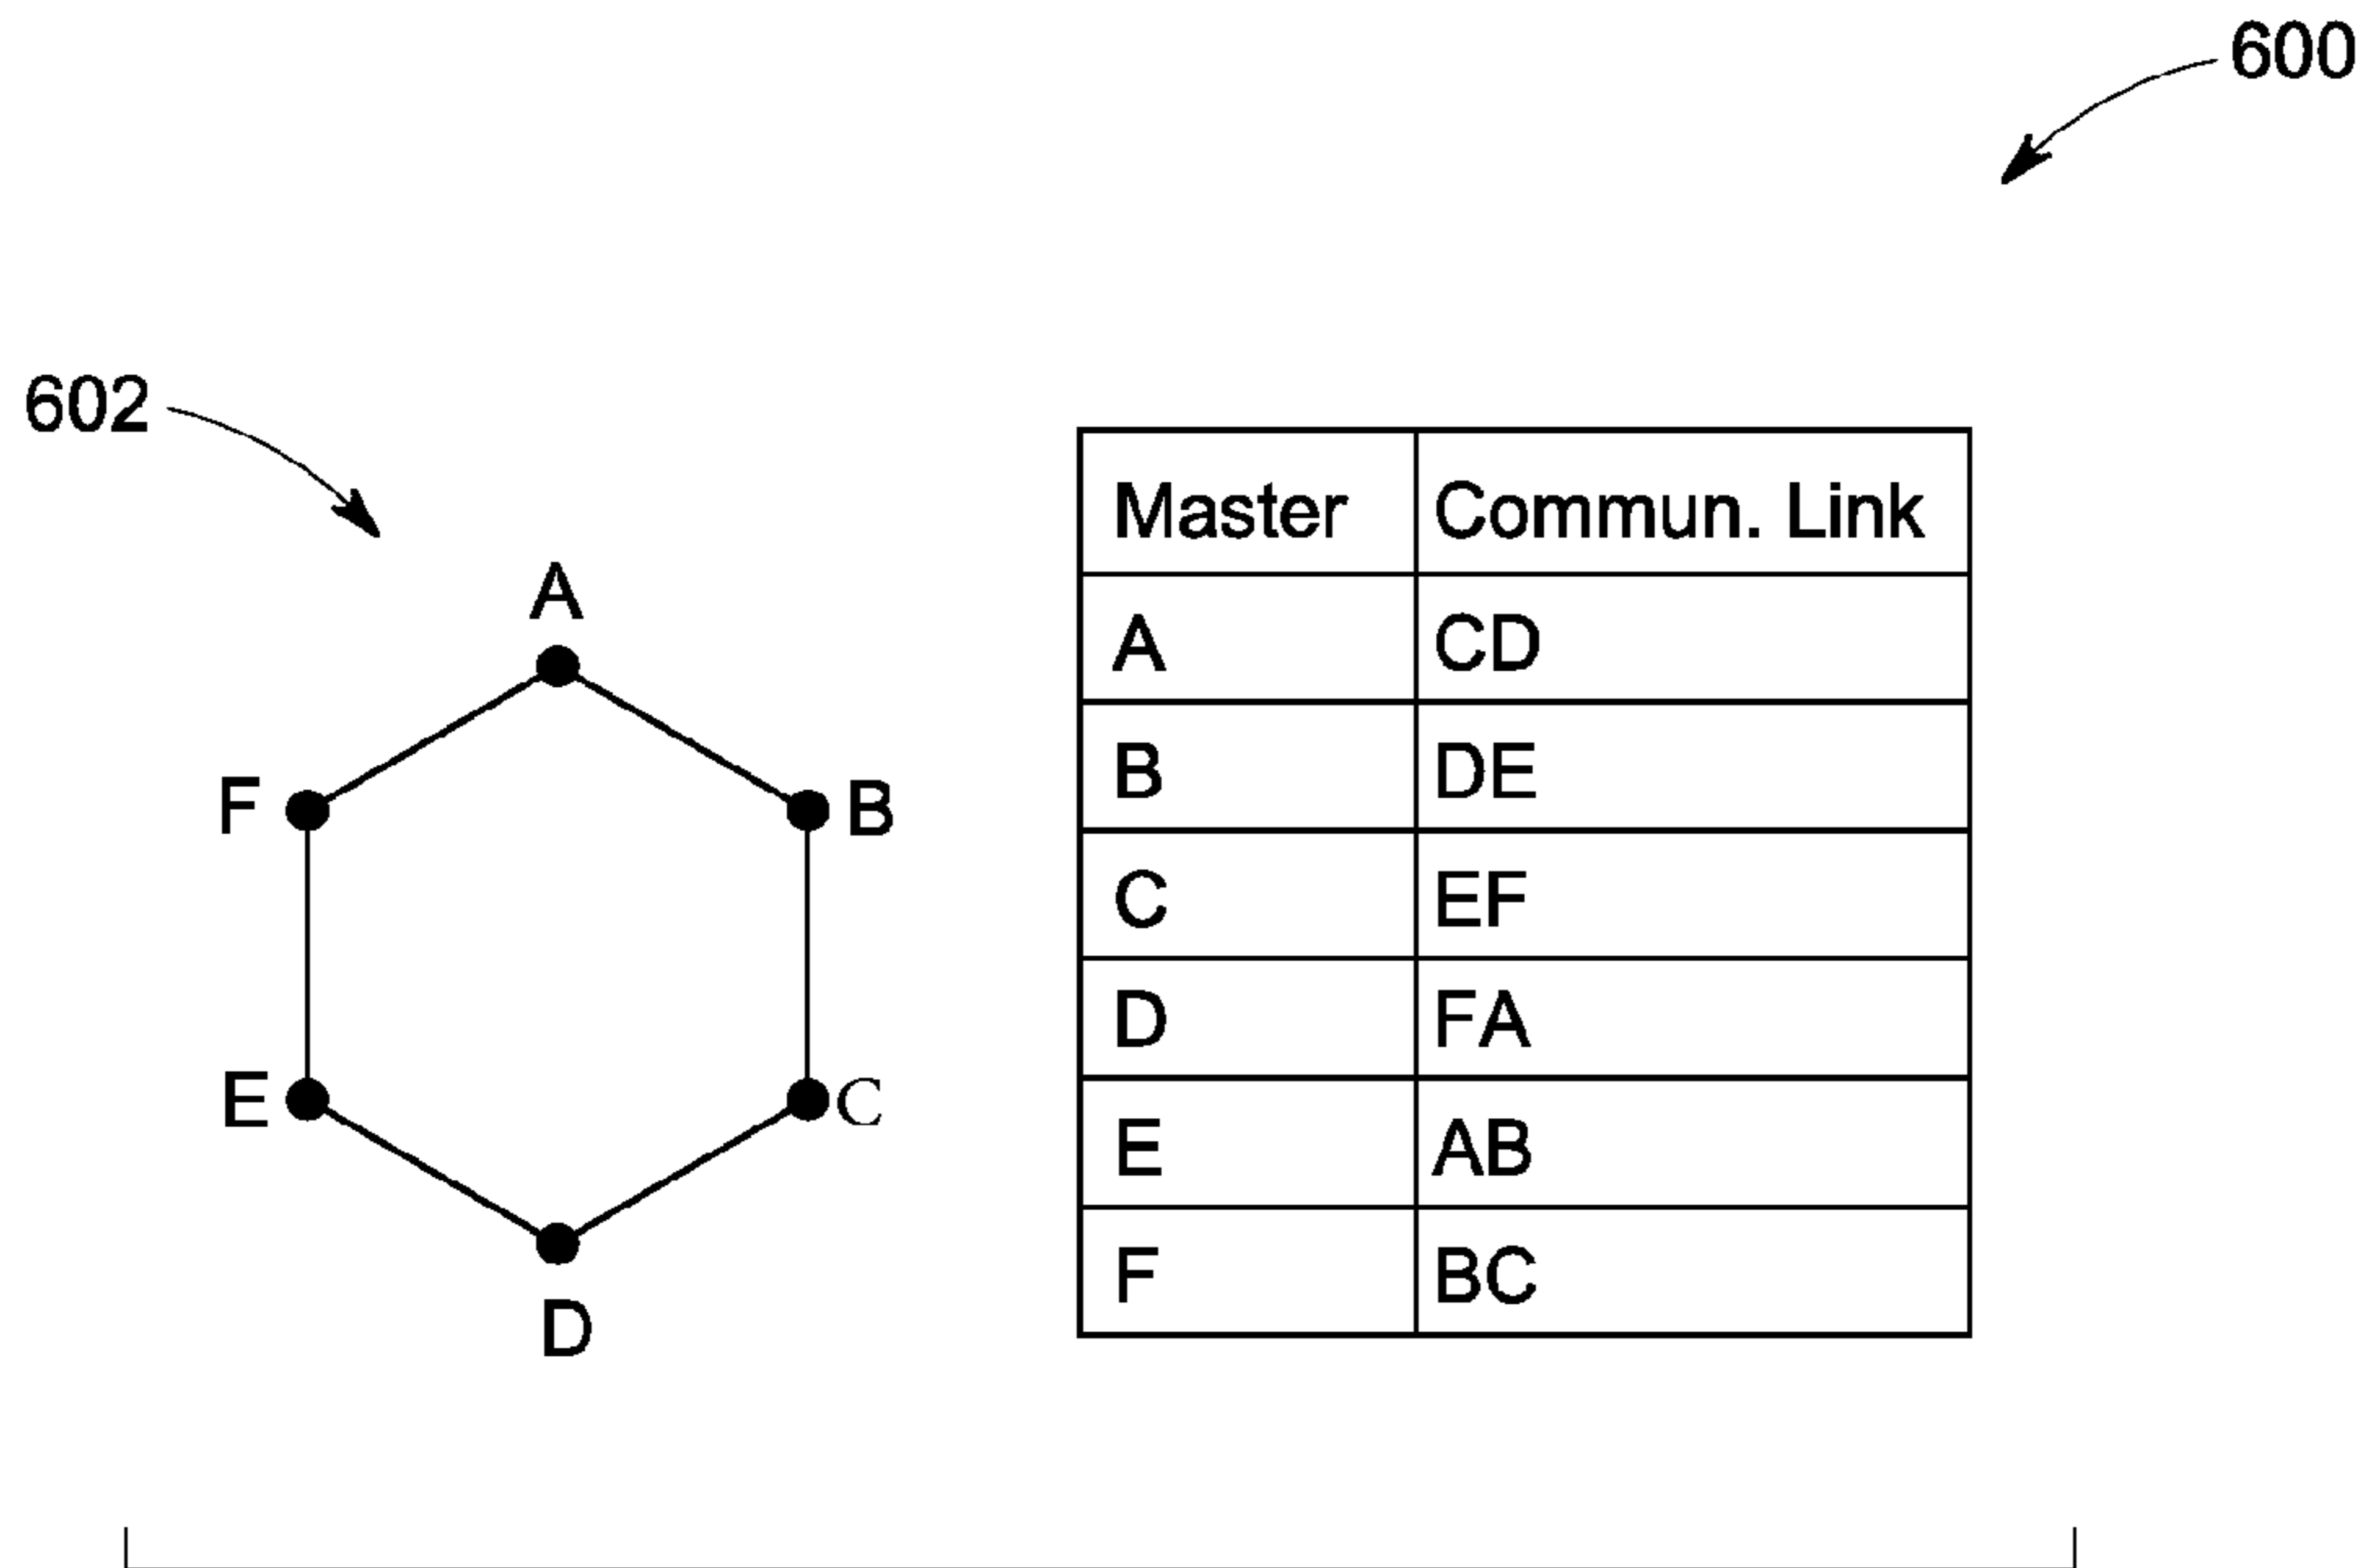 600
602
A
F
B
E
C
D
Master Commun. Link
A CD
B DE
C EF
D FA
E AB
F BC